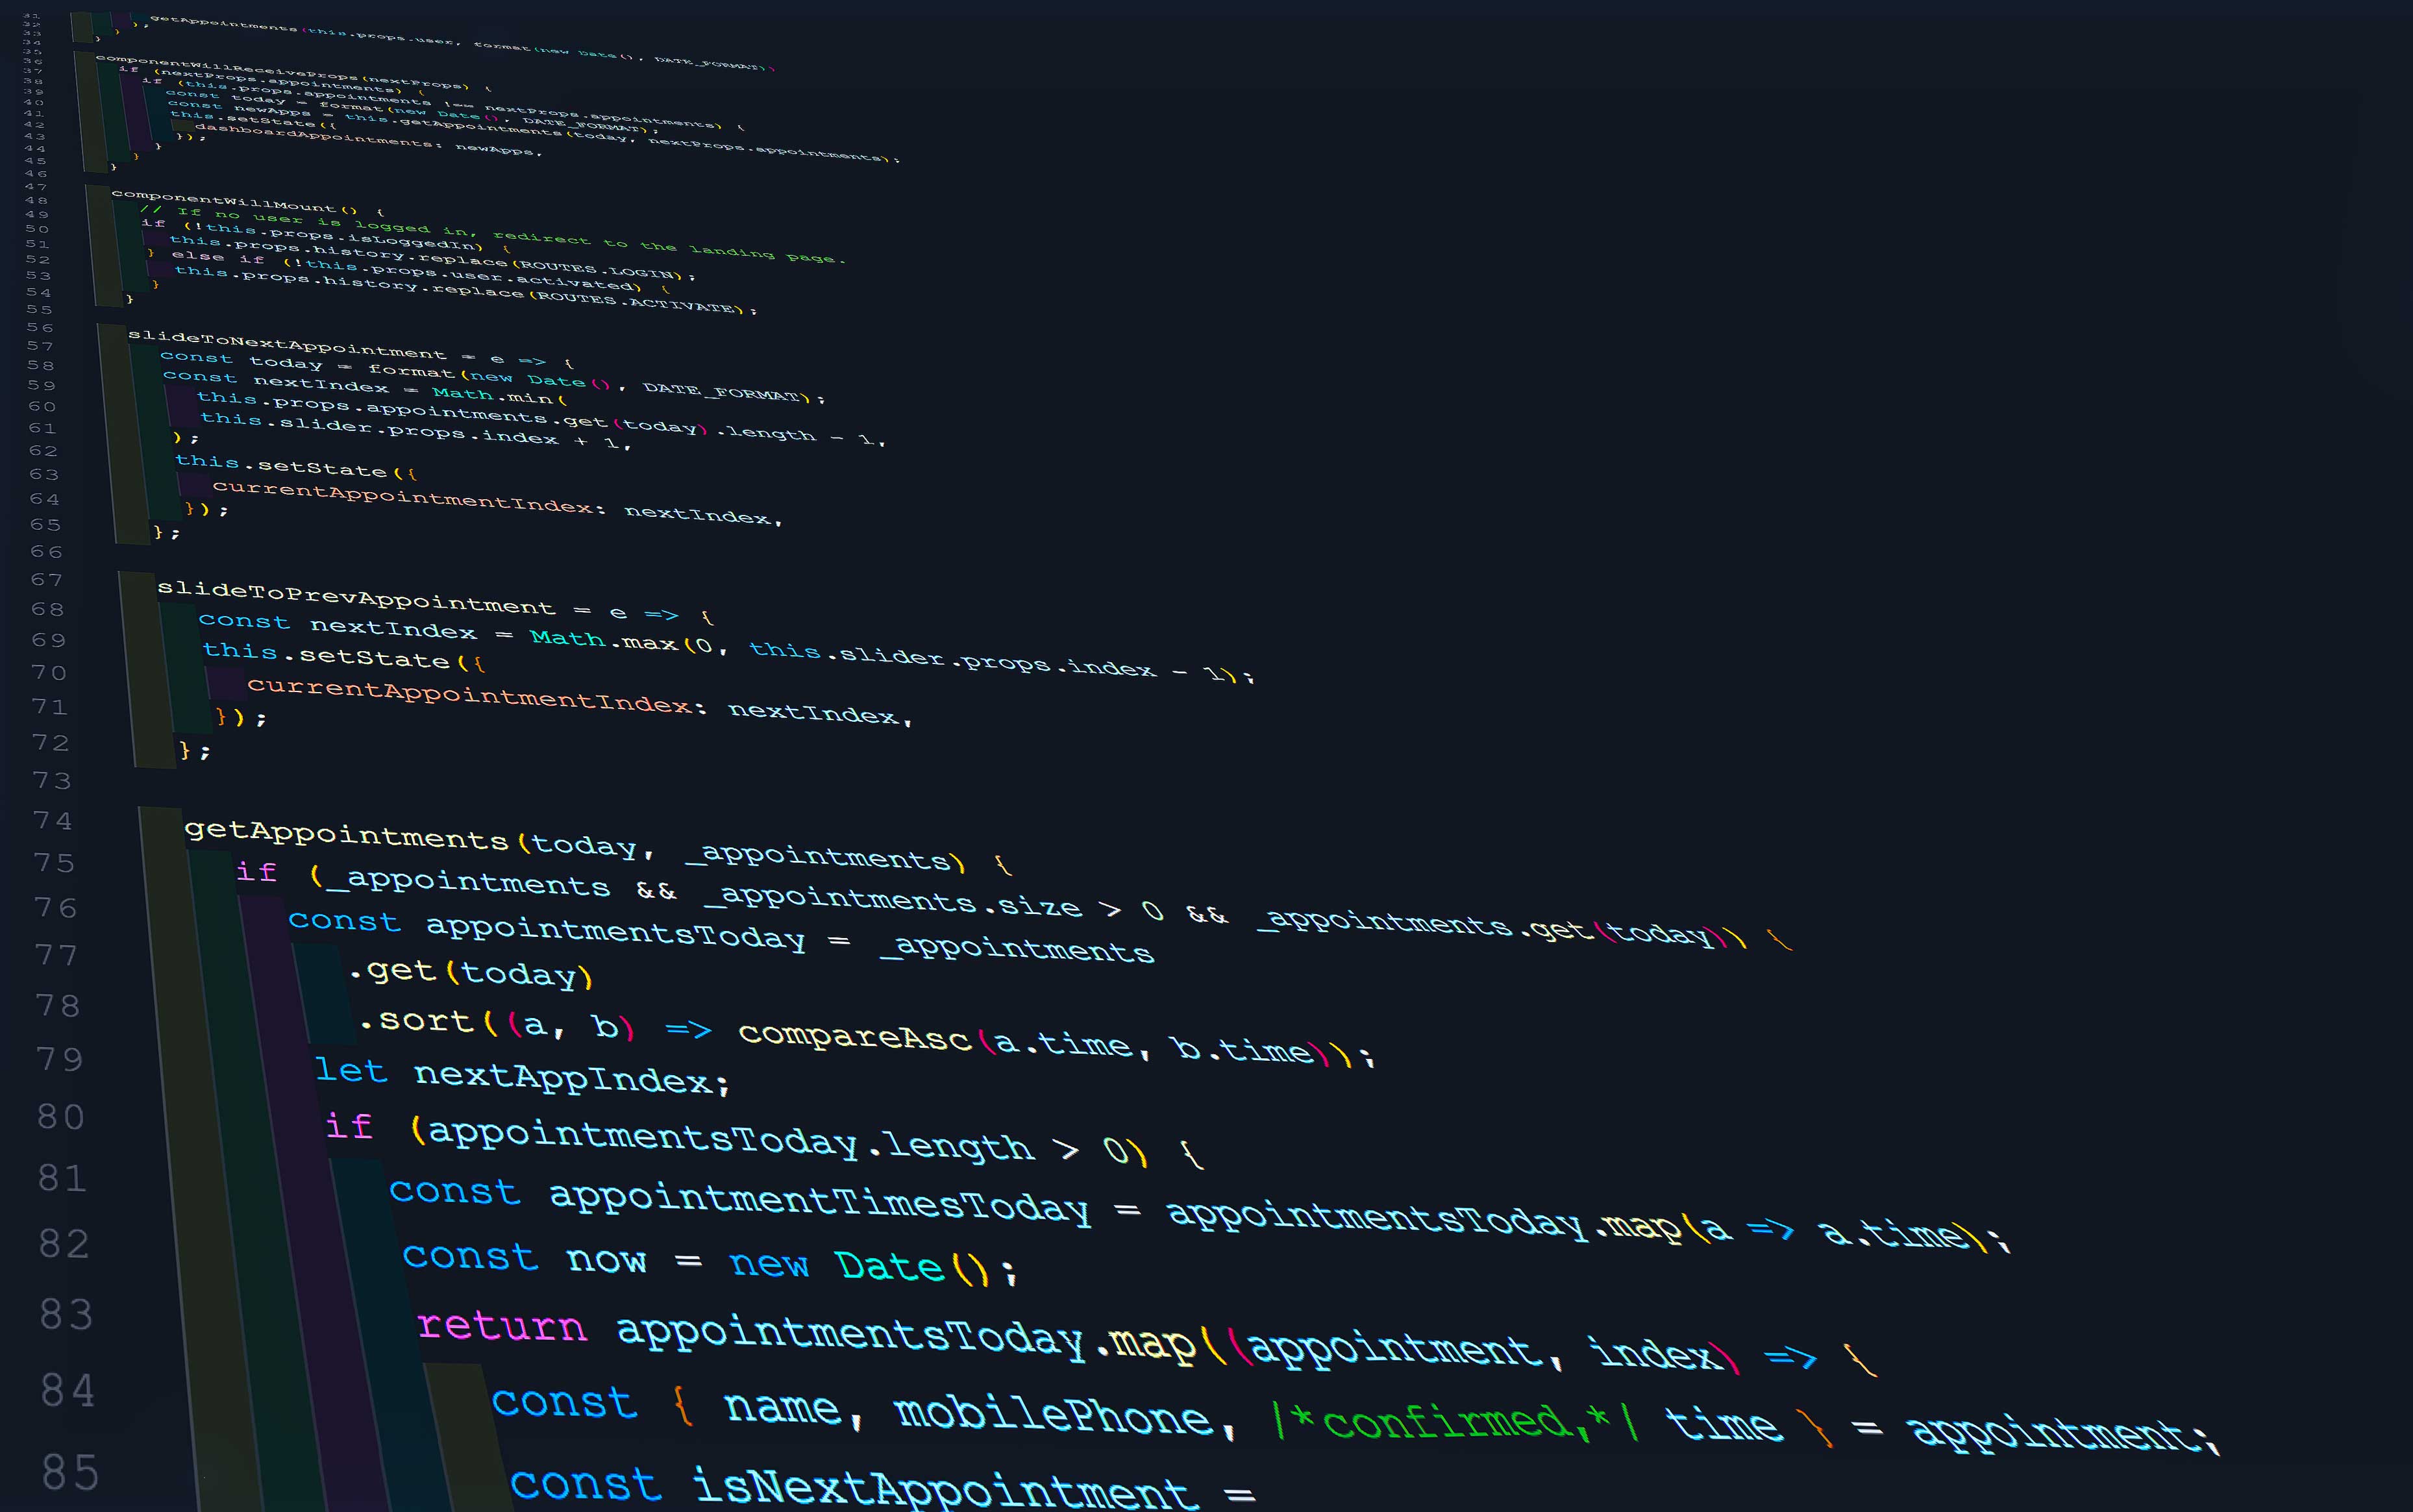 31 getAppointments(this.props.user, format(new Date(), DATE_FORMAT))
32 );
33 }
34
35 componentWillReceiveProps(nextProps) {
36 if (nextProps.appointments) {
37 if (this.props.appointments !== nextProps.appointments) {
38 const today = format(new Date(), DATE_FORMAT);
39 const newApps = this.getAppointments(today, nextProps.appointments);
40 this.setState({
41 dashboardAppointments: newApps,
42 });
43 }
44 }
45 }
46
47 componentWillMount() {
48 // If no user is logged in, redirect to the landing page.
49 if (!this.props.isLoggedIn) {
50 this.props.history.replace(ROUTES.LOGIN);
51 } else if (!this.props.user.activated) {
52 this.props.history.replace(ROUTES.ACTIVATE);
53 }
54 }
55
56 slideToNextAppointment = e => {
57 const today = format(new Date(), DATE_FORMAT);
58 const nextIndex = Math.min(
59 this.props.appointments.get(today).length - 1,
60 this.slider.props.index + 1,
61 );
62 this.setState({
63 currentAppointmentIndex: nextIndex,
64 });
65 };
66
67 slideToPrevAppointment = e => {
68 const nextIndex = Math.max(0, this.slider.props.index - 1);
69 this.setState({
70 currentAppointmentIndex: nextIndex,
71 });
72 };
73
74 getAppointments(today, _appointments) {
75 if (_appointments && _appointments.size > 0 && _appointments.get(today)) {
76 const appointmentsToday = _appointments
77 .get(today)
78 .sort((a, b) => compareAsc(a.time, b.time));
79 let nextAppIndex;
80 if (appointmentsToday.length > 0) {
81 const appointmentTimesToday = appointmentsToday.map(a => a.time);
82 const now = new Date();
83 return appointmentsToday.map((appointment, index) => {
84 const { name, mobilePhone, /*confirmed,*/ time } = appointment;
85 const isNextAppointment =